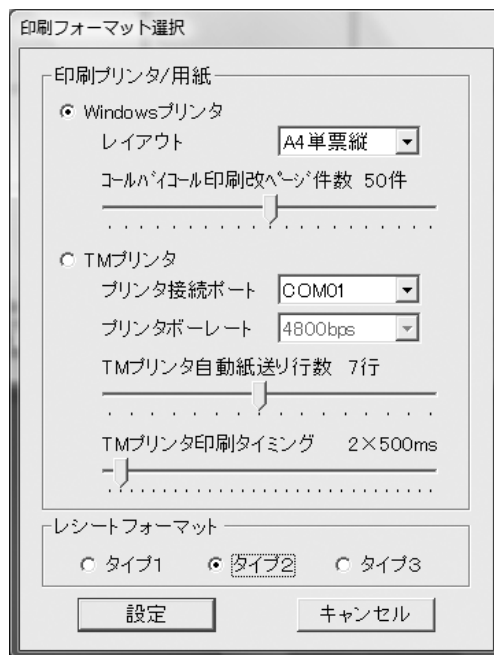 印刷フォーマット選択
印刷プリンタ/用紙
Windowsプリンタ
レイアウト A4単票縦
コールバイコール印刷改ページ件数 50件
TMプリンタ
プリンタ接続ポート COM01
プリンタボーレート 4800bps
TMプリンタ自動紙送り行数 7行
TMプリンタ印刷タイミング 2×500ms
レシートフォーマット
タイプ1 タイプ2 タイプ3
設定 キャンセル